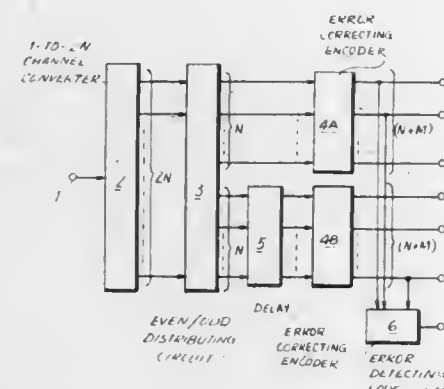 ERROR
CORRECTING
ENCODER
1-TO-2N
CHANNEL
CONVERTER
2
2N
3
N
4A
(N+M)
1
N
5
4B
(N+M)
DELAY
6
EVEN/ODD
DISTRIBUTING
CIRCUIT
ERROR
CORRECTING
ENCODER
ERROR
DETECTING